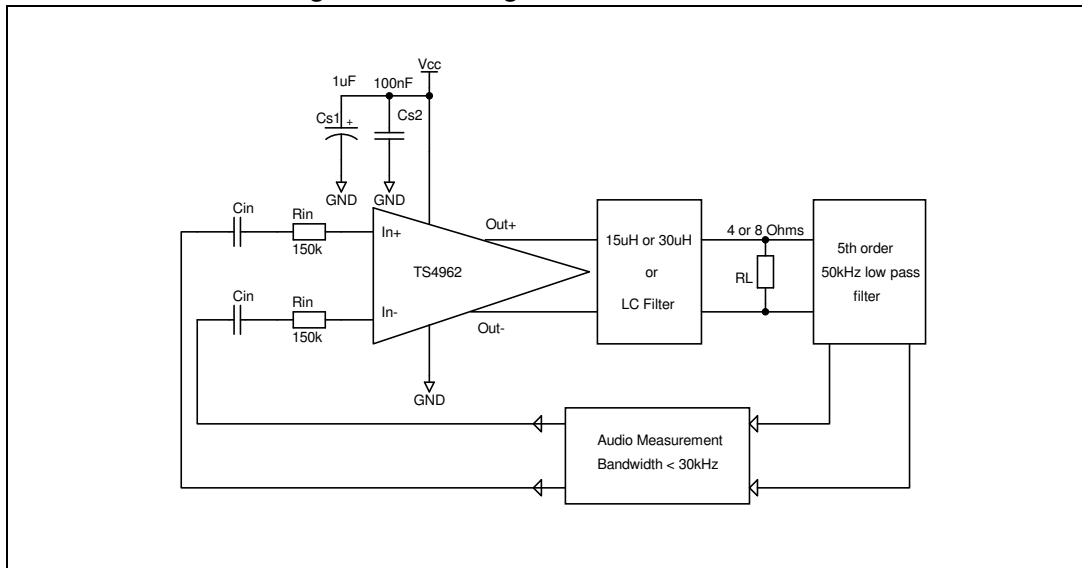 Vcc
1uF
100nF
Cs1
+
Cs2
GND
GND
Cin
Rin
150k
In+
Out+
TS4962
Cin
Rin
150k
In-
Out-
GND
15uH or 30uH
or
LC Filter
4 or 8 Ohms
RL
5th order
50kHz low pass
filter
Audio Measurement
Bandwidth < 30kHz